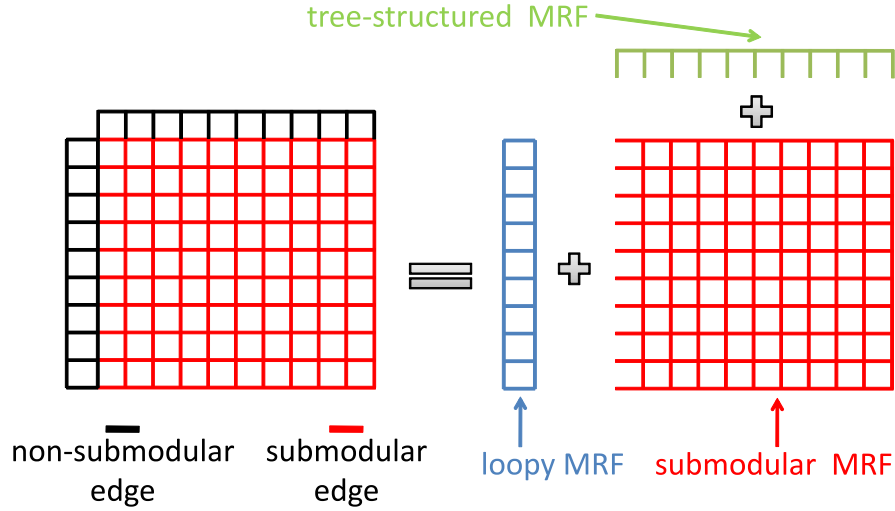 tree-structured MRF
non-submodular
edge
submodular
edge
loopy MRF
submodular MRF